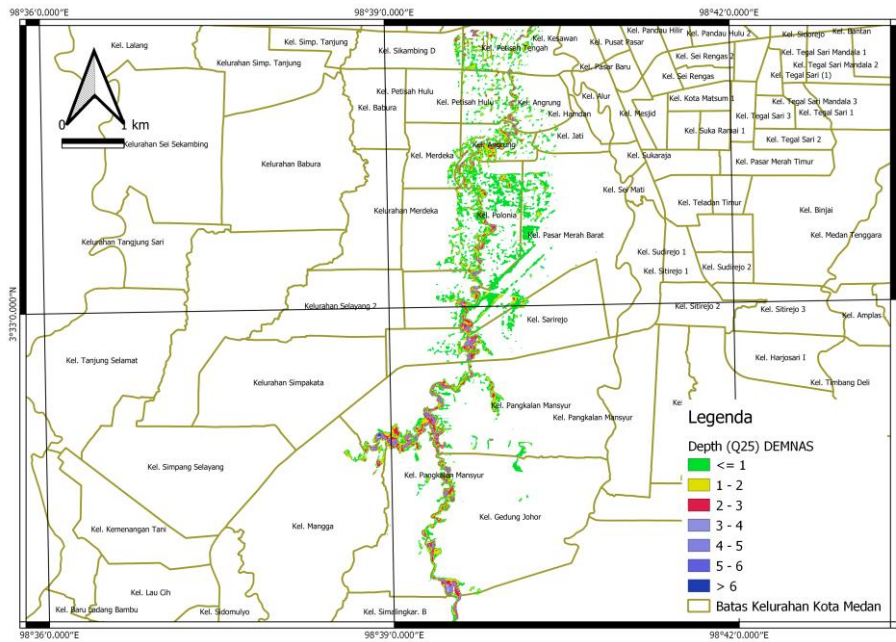 98°36'0.000"E
98°39'0.000"E
98°42'0.000"E
Kel. Lalang
Kel. Simp. Tanjung
Kelurahan Simp. Tanjung
Kel. Sikambing D
Kel. Petisah Tengah
Kel. Kesawan
Kel. Pusat Pasar
Kel. Pandau Hilir
Kel. Pandau Hulu 2
Kel. Sidorejo
Kel. Bantan
Kel. Pasar Baru
Kel. Sei Rengas 2
Kel. Sei Rengas
Kel. Tegal Sari Mandala 1
Kel. Tegal Sari Mandala 2
Kel. Tegal Sari (1)
0
1 km
Kel. Petisah Hulu
Kel. Petisah Hulu
Kel. Babura
Kel. Angrung
Kel. Alur
Kel. Hamdan
Kel. Mesjid
Kel. Kota Matsum 1
Kel. Tegal Sari Mandala 3
Kel. Tegal Sari 3
Kel. Tegal Sari 1
Kelurahan Sei Sekambing
Kel. Jati
Kel. Suka Ramai 1
Kel. Tegal Sari 2
Kel. Angrung
Kel. Merdeka
Kel. Sukaraja
Kel. Pasar Merah Timur
Kelurahan Babura
Kel. Sei Mati
Kelurahan Merdeka
Kel. Polonia
Kel. Teladan Timur
Kel. Binjai
Kel. Pasar Merah Barat
Kel. Medan Tenggara
Kelurahan Tangjung Sari
Kel. Sudirejo 1
Kel. Sitirejo 1
Kel. Sudirejo 2
Kelurahan Selayang 2
Kel. Sitirejo 2
Kel. Sitirejo 3
Kel. Sarirejo
Kel. Amplas
3°33'0.000"N
Kel. Tanjung Selamat
Kelurahan Simpakata
Kel. Harjosari I
Kel. Timbang Deli
Kel. Pangkalan Mansyur
Kel. Pangkalan Mansyur
Kel. Simpang Selayang
Kel. Pangkalan Mansyur
Kel. Mangga
Kel. Gedung Johor
Kel. Kemenangan Tani
Kel. Lau Cih
Kel. Baru Ladang Bambu
Kel. Sidomulyo
Kel. Simalingkar. B
Legenda
Depth (Q25) DEMNAS
<= 1
1 - 2
2 - 3
3 - 4
4 - 5
5 - 6
> 6
Batas Kelurahan Kota Medan
98°36'0.000"E
98°39'0.000"E
98°42'0.000"E